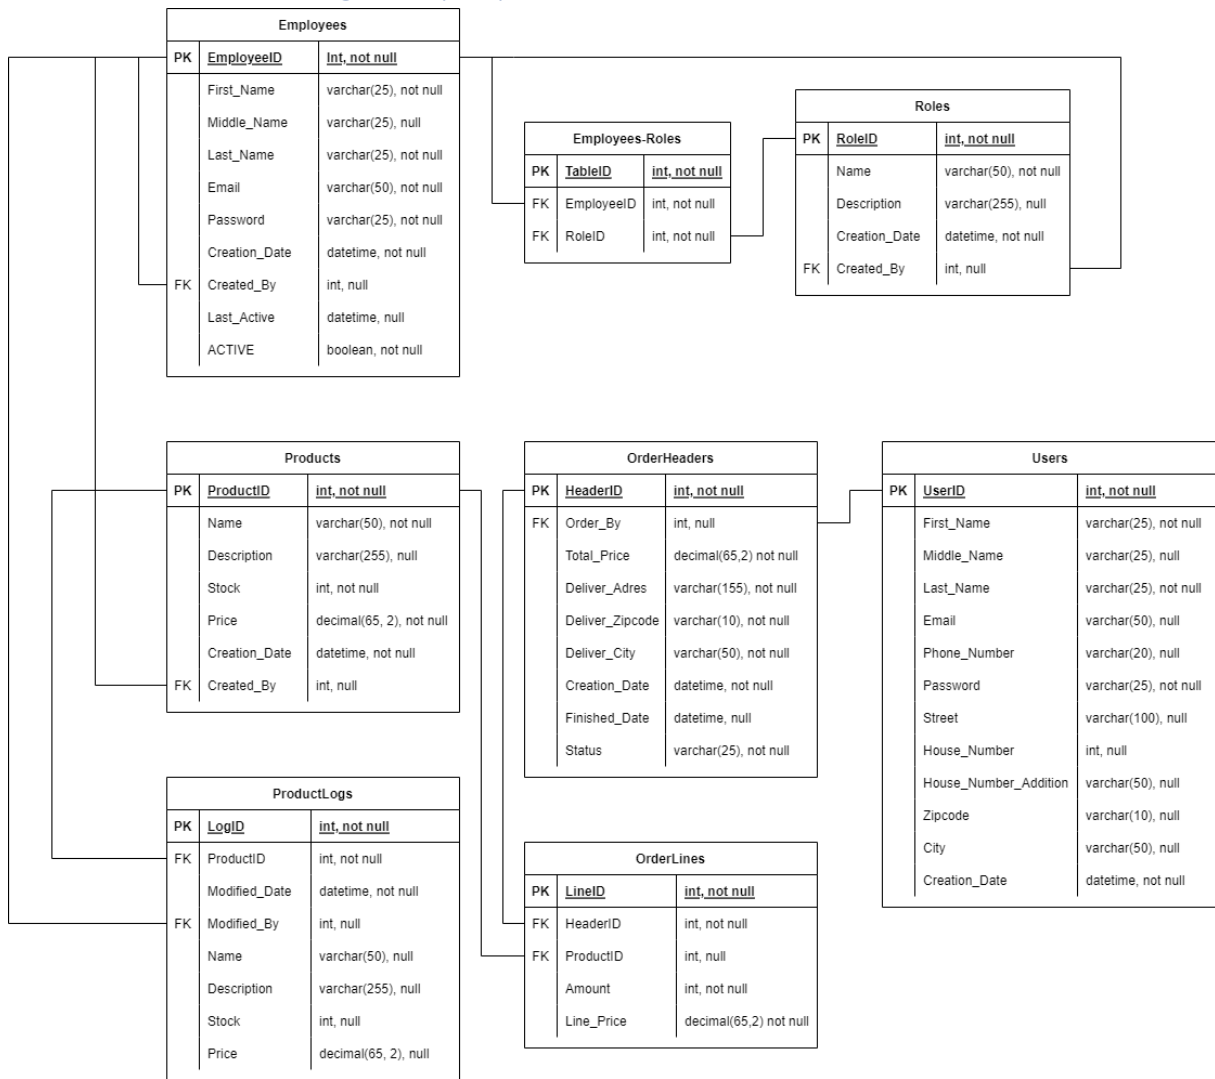 Employees
PK EmployeeID Int, not null
First_Name varchar(25), not null
Middle_Name varchar(25), null
Last_Name varchar(25), not null
Email varchar(50), not null
Password varchar(25), not null
Creation_Date datetime, not null
FK Created_By int, null
Last_Active datetime, null
ACTIVE boolean, not null
Employees-Roles
PK TableID int, not null
FK EmployeeID int, not null
FK RoleID int, not null
Roles
PK RoleID int, not null
Name varchar(50), not null
Description varchar(255), null
Creation_Date datetime, not null
FK Created_By int, null
Products
PK ProductID int, not null
Name varchar(50), not null
Description varchar(255), null
Stock int, not null
Price decimal(65, 2), not null
Creation_Date datetime, not null
FK Created_By int, null
OrderHeaders
PK HeaderID int, not null
FK Order_By int, null
Total_Price decimal(65,2) not null
Deliver_Adres varchar(155), not null
Deliver_Zipcode varchar(10), not null
Deliver_City varchar(50), not null
Creation_Date datetime, not null
Finished_Date datetime, null
Status varchar(25), not null
Users
PK UserID int, not null
First_Name varchar(25), not null
Middle_Name varchar(25), null
Last_Name varchar(25), not null
Email varchar(50), null
Phone_Number varchar(20), null
Password varchar(25), not null
Street varchar(100), null
House_Number int, null
House_Number_Addition varchar(50), null
Zipcode varchar(10), null
City varchar(50), null
Creation_Date datetime, not null
ProductLogs
PK LogID int, not null
FK ProductID int, not null
Modified_Date datetime, not null
FK Modified_By int, null
Name varchar(50), null
Description varchar(255), null
Stock int, null
Price decimal(65, 2), null
OrderLines
PK LineID int, not null
FK HeaderID int, not null
FK ProductID int, null
Amount int, not null
Line_Price decimal(65,2) not null